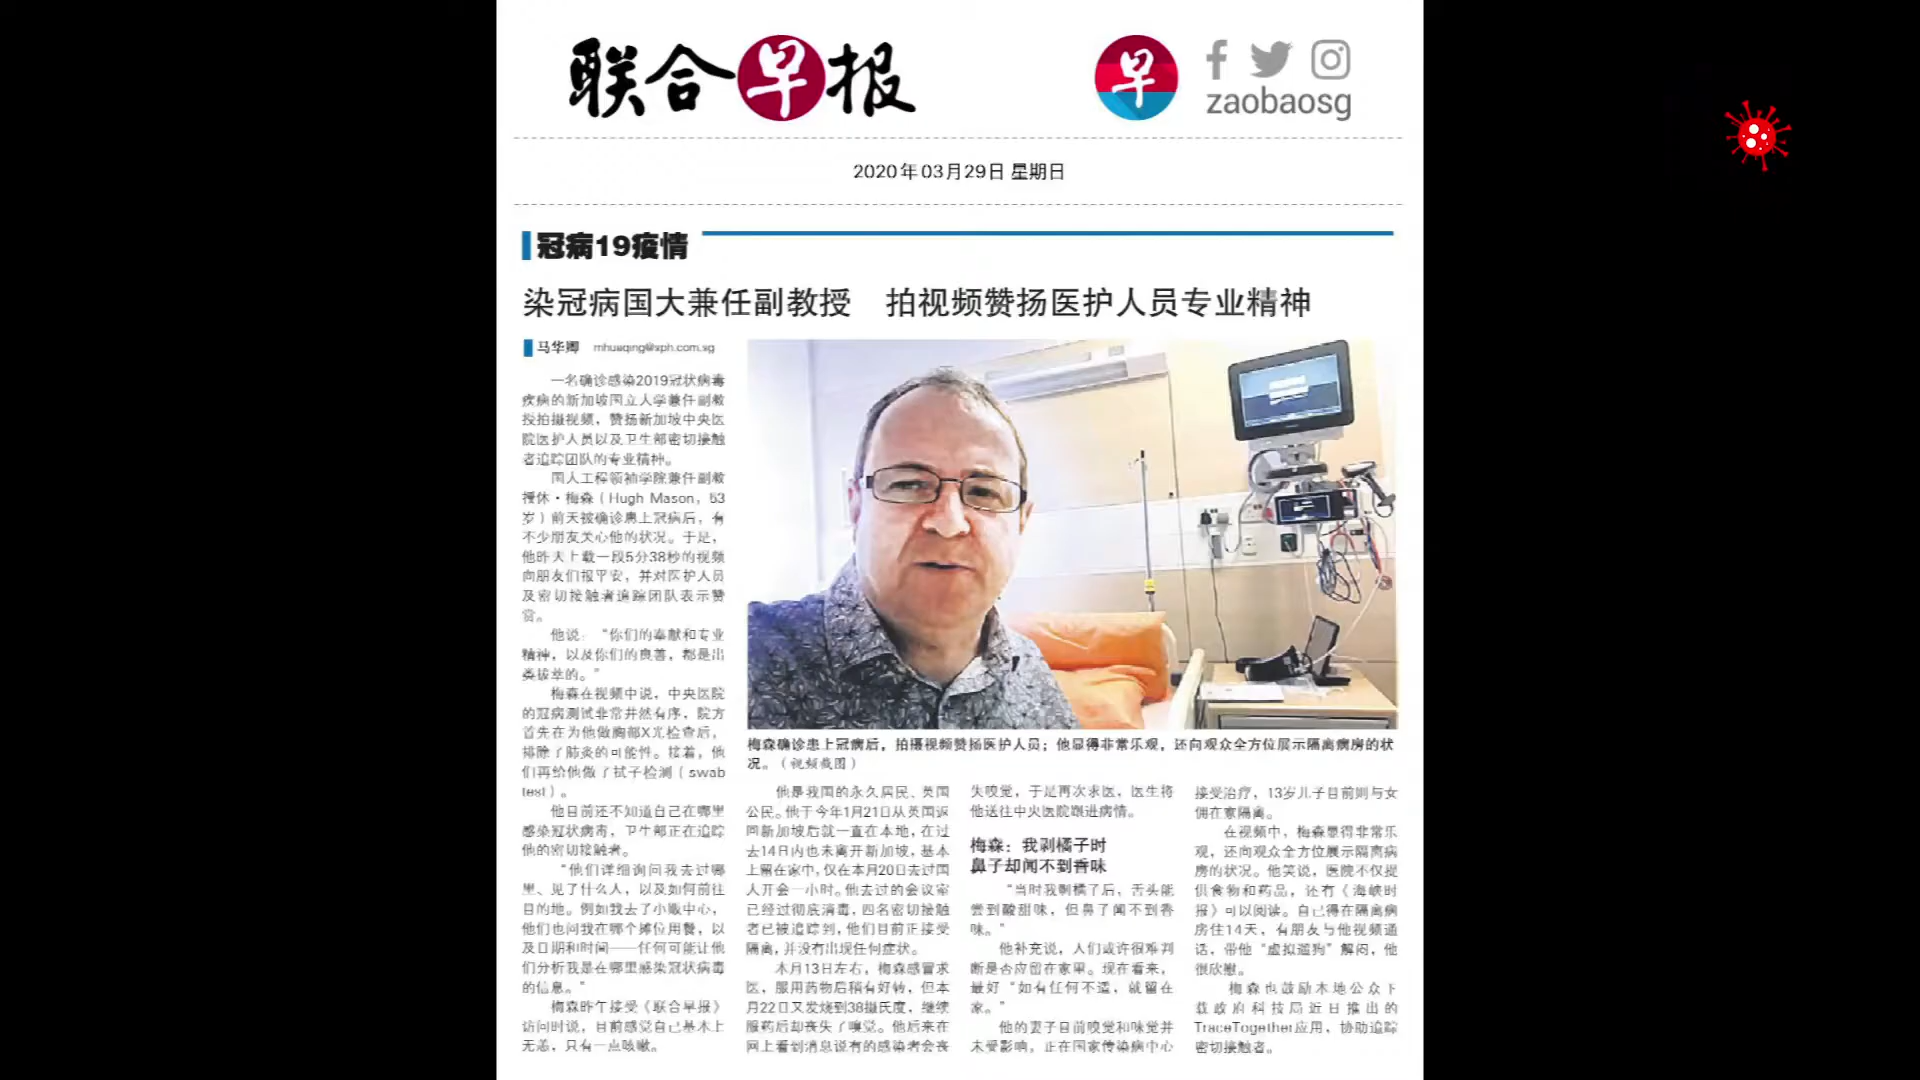 联合早报
早
zaobaosg
2020年03月29日 星期日
冠病19疫情
染冠病国大兼任副教授 拍视频赞扬医护人员专业精神
马华卿 mhuaqing@sph.com.sg
一名确诊感染2019冠状病毒
疾病的新加坡国立大学兼任副教
授拍摄视频，赞扬新加坡中央医
院医护人员以及卫生部密切接触
者追踪团队的专业精神。
国大工程领袖学院兼任副教
授休·梅森（Hugh Mason，53
岁）前天被确诊患上冠病后，有
不少朋友关心他的状况。于是，
他昨天上载一段5分38秒的视频
向朋友们报平安，并对医护人员
及密切接触者追踪团队表示赞
赏。
他说：“你们的奉献和专业
精神，以及你们的良善，都是出
类拔萃的。”
梅森在视频中说，中央医院
的冠病测试非常井然有序，院方
首先在为他做胸部X光检查后，
排除了肺炎的可能性。接着，他
们再给他做了拭子检测（swab
test）。
他目前还不知道自己在哪里
感染冠状病毒，卫生部正在追踪
他的密切接触者。
“他们详细询问我去过哪
里、见了什么人，以及如何前往
目的地。例如我去了小贩中心，
他们也问我在哪个摊位用餐，以
及日期和时间——任何可能让他
们分析我是在哪里感染冠状病毒
的信息。”
梅森昨午接受《联合早报》
访问时说，目前感觉自己基本上
无恙，只有一点咳嗽。
梅森确诊患上冠病后，拍摄视频赞扬医护人员；他显得非常乐观，还向观众全方位展示隔离病房的状
况。（视频截图）
他是我国的永久居民、英国
公民。他于今年1月21日从英国返
回新加坡后就一直在本地，在过
去14日内也未离开新加坡，基本
上留在家中，仅在本月20日去过国
大开会一小时。他去过的会议室
已经过彻底消毒，四名密切接触
者已被追踪到，他们目前正接受
隔离，并没有出现任何症状。
本月13日左右，梅森感冒求
医，服用药物后稍有好转，但本
月22日又发烧到38摄氏度，继续
服药后却丧失了嗅觉。他后来在
网上看到消息说有的感染者会丧
失嗅觉，于是再次求医，医生将
他送往中央医院跟进病情。
梅森：我剥橘子时
鼻子却闻不到香味
“当时我剥橘子后，舌头能
尝到酸甜味，但鼻子闻不到香
味。”
他补充说，人们或许很难判
断是否应留在家里。现在看来，
最好“如有任何不适，就留在
家。”
他的妻子目前嗅觉和味觉并
未受影响，正在国家传染病中心
接受治疗，13岁儿子目前则与女
佣在家隔离。
在视频中，梅森显得非常乐
观，还向观众全方位展示隔离病
房的状况。他笑说，医院不仅提
供食物和药品，还有《海峡时
报》可以阅读。自己得在隔离病
房住14天，有朋友与他视频通
话，带他“虚拟遛狗”解闷，他
很欣慰。
梅森也鼓励本地公众下
载政府科技局近日推出的
TraceTogether应用，协助追踪
密切接触者。